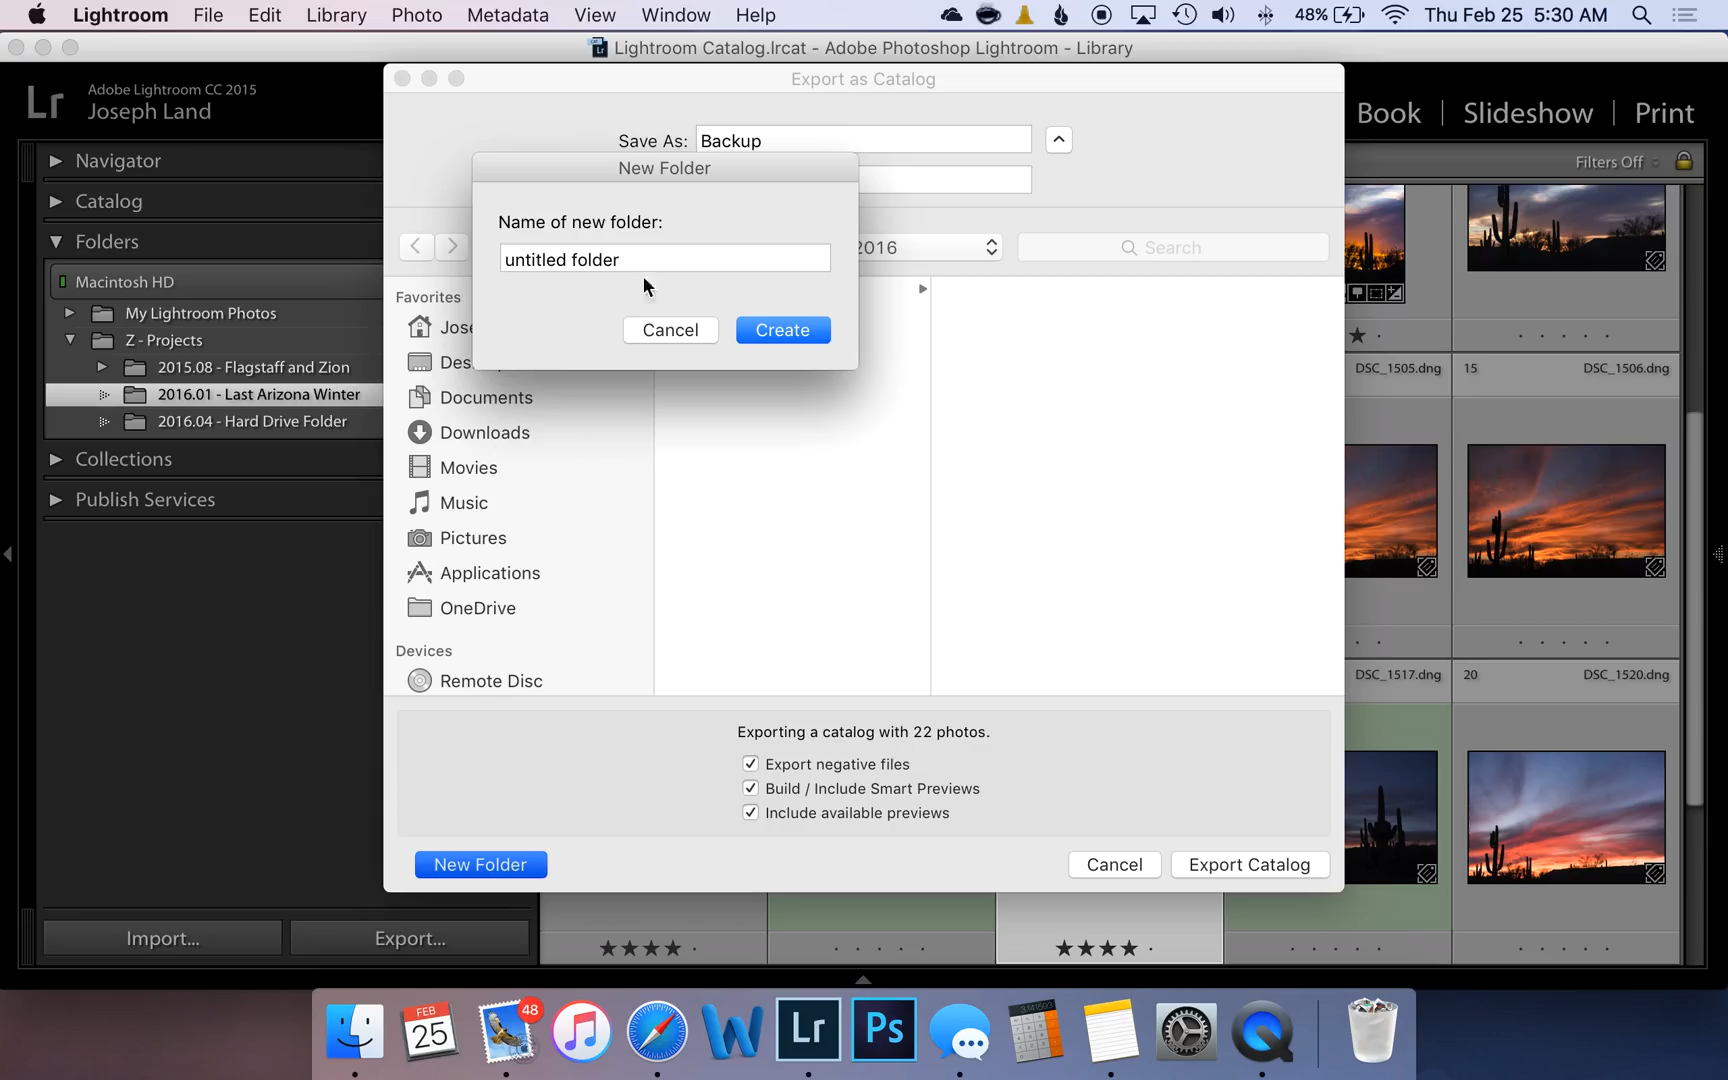 Lightroom File Edit Library Photo Metadata View Window Help 48% Thu Feb 25 5:30 AM
Lightroom Catalog.lrcat - Adobe Photoshop Lightroom - Library
Lr Adobe Lightroom CC 2015
Joseph Land
Book | Slideshow | Print
Export as Catalog
Save As: Backup
New Folder
Name of new folder:
untitled folder
Cancel Create
2016
Search
Filters Off
Navigator
Catalog
Folders
Macintosh HD
My Lightroom Photos
Z - Projects
2015.08 - Flagstaff and Zion
2016.01 - Last Arizona Winter
2016.04 - Hard Drive Folder
Collections
Publish Services
Favorites
Jose
Des
Documents
Downloads
Movies
Music
Pictures
Applications
OneDrive
Devices
Remote Disc
DSC_1505.dng 15 DSC_1506.dng
DSC_1517.dng 20 DSC_1520.dng
Exporting a catalog with 22 photos.
Export negative files
Build / Include Smart Previews
Include available previews
New Folder Cancel Export Catalog
Import... Export...
FEB
25
48
W
Lr
Ps